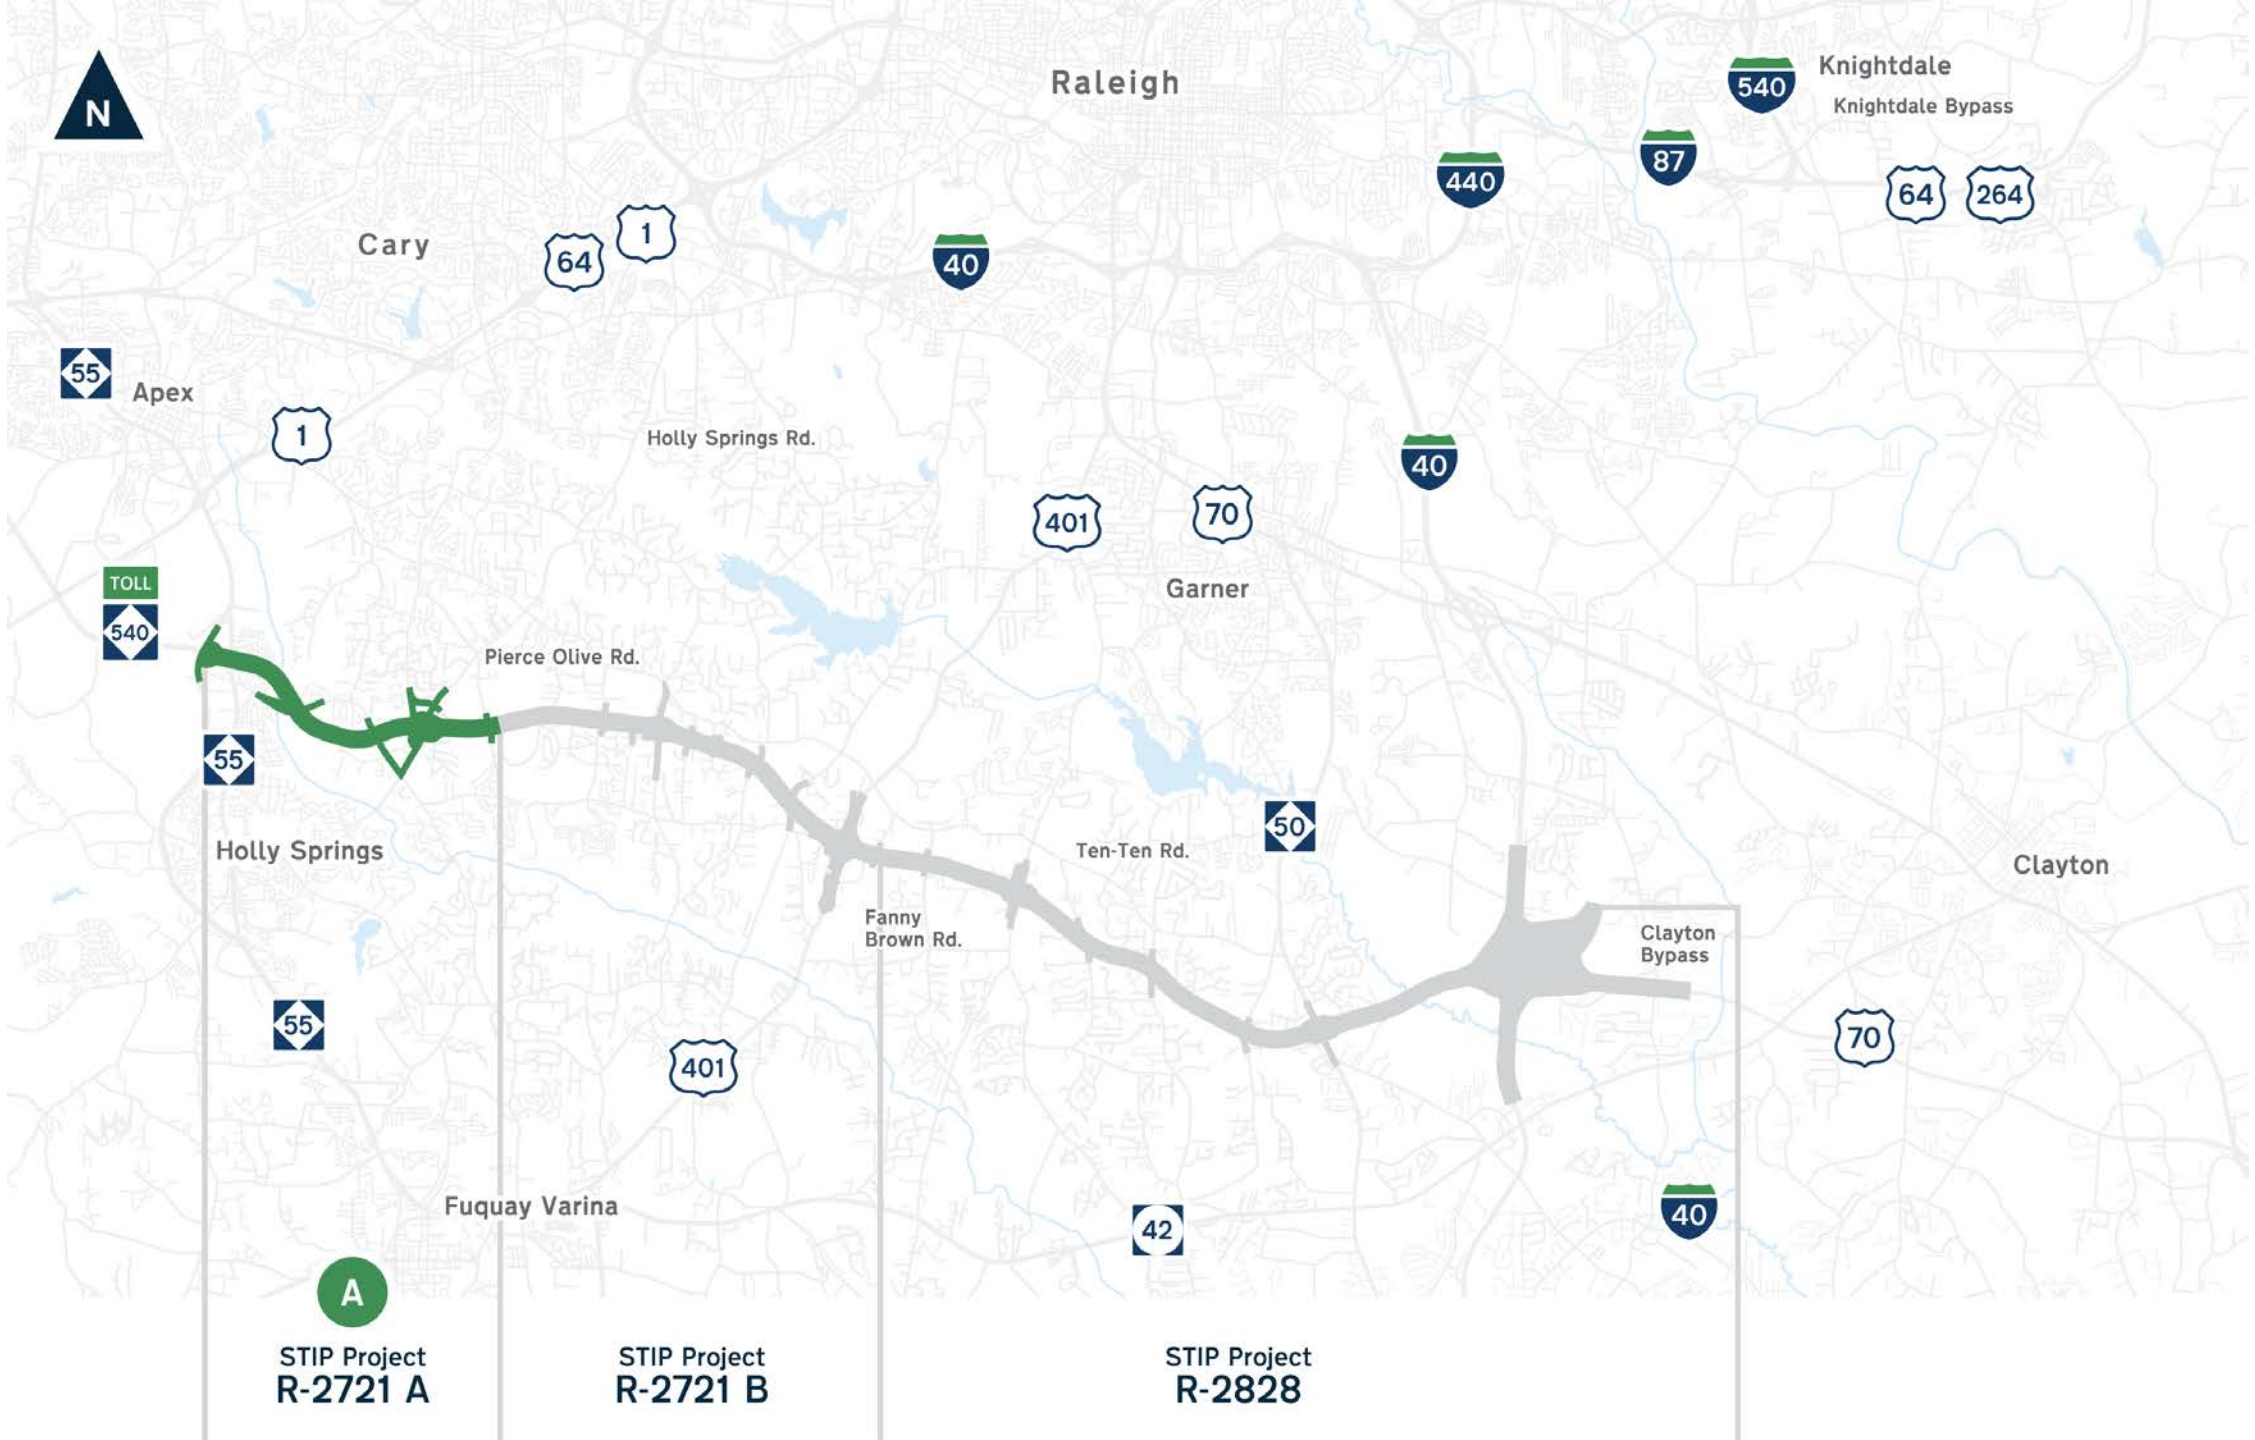 N
Raleigh
540
Knightdale
Knightdale Bypass
87
440
64
264
Cary
64
1
40
55
Apex
1
Holly Springs Rd.
40
401
70
Garner
TOLL
540
Pierce Olive Rd.
55
Holly Springs
50
Ten-Ten Rd.
Clayton
Fanny
Brown Rd.
Clayton
Bypass
55
401
70
Fuquay Varina
42
40
A
STIP Project
R-2721 A
STIP Project
R-2721 B
STIP Project
R-2828